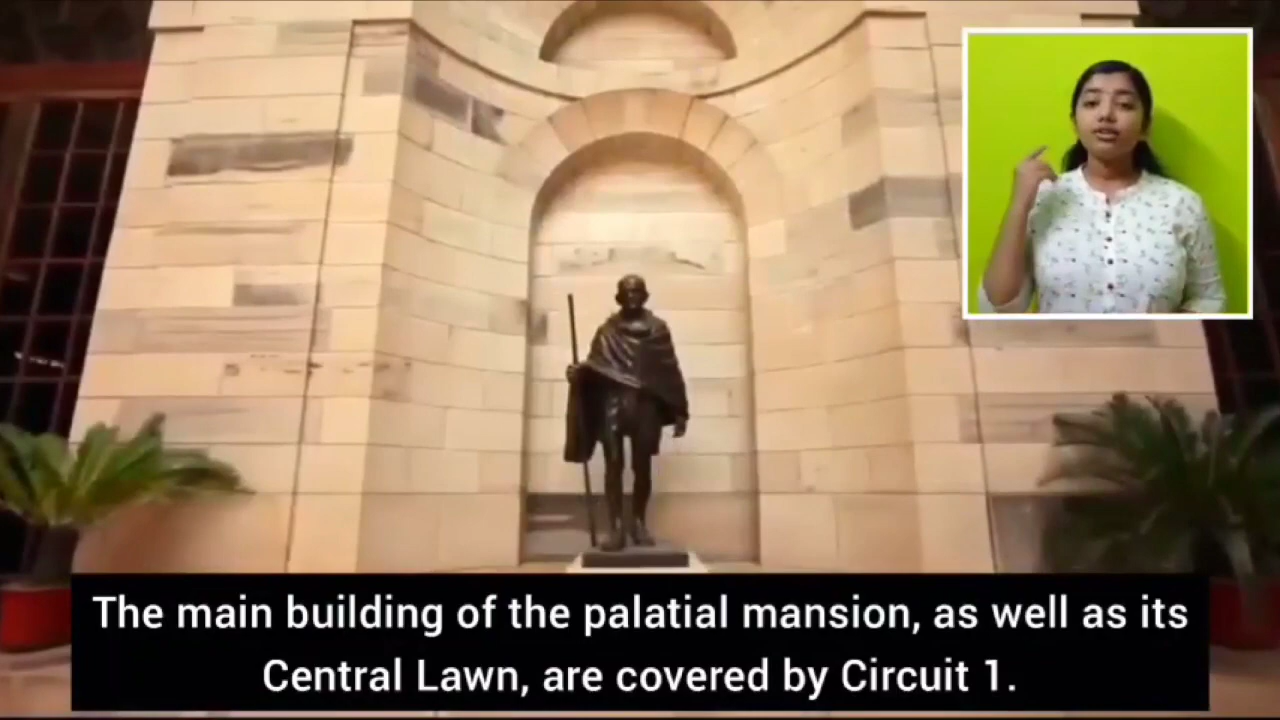 The main building of the palatial mansion, as well as its
Central Lawn, are covered by Circuit 1.